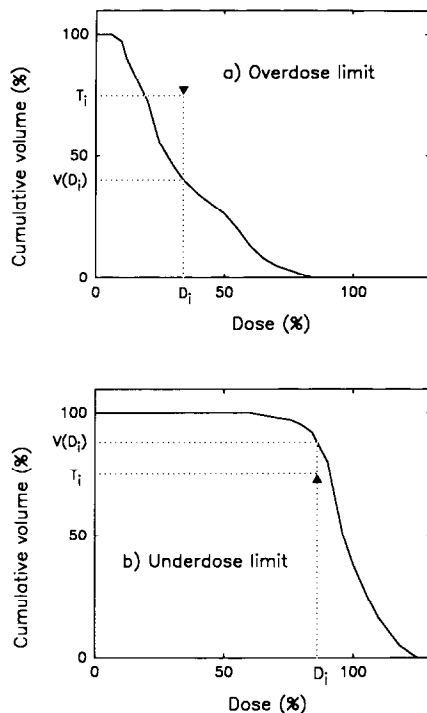 100
a) Overdose limit
T_i
50
V(D_i)
0
0 D_i 50 100
Dose (%)
Cumulative volume (%)
100
V(D_i)
T_i
50
b) Underdose limit
0
0 50 D_i 100
Dose (%)
Cumulative volume (%)